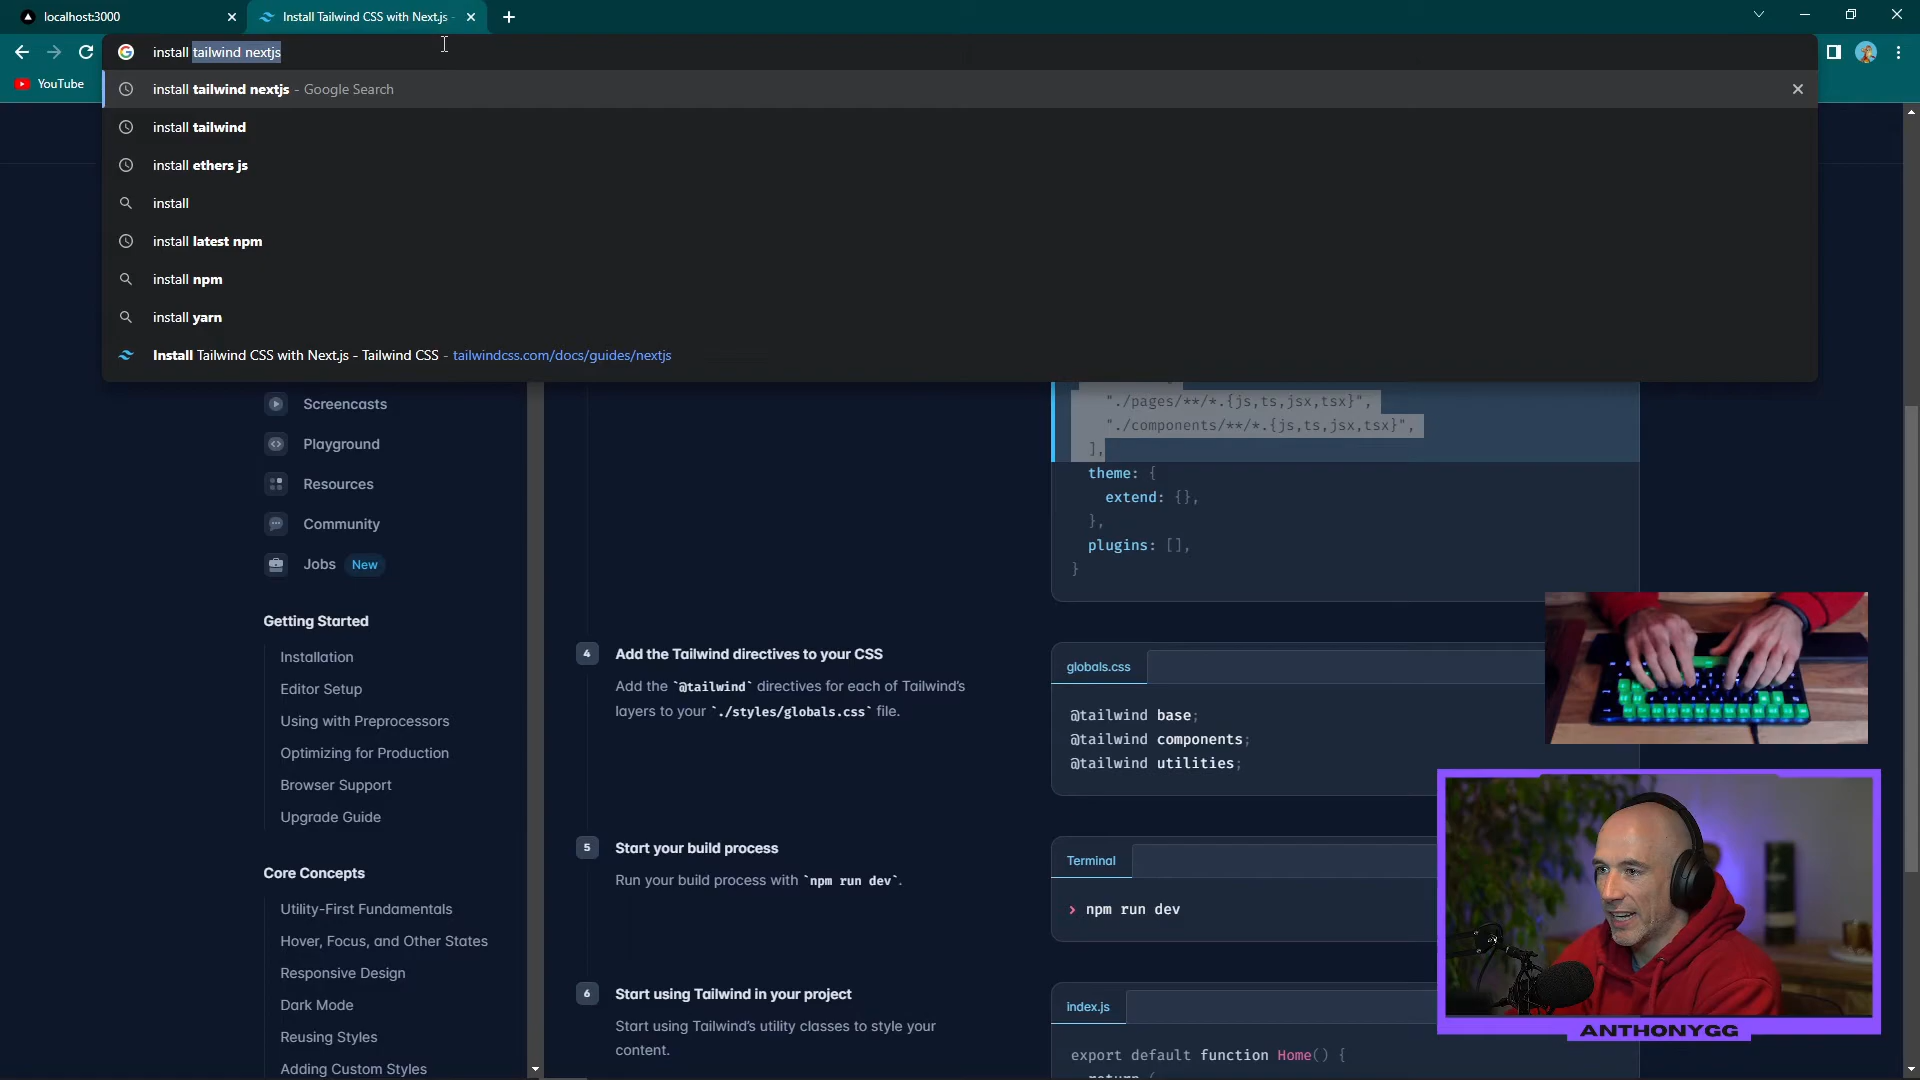 localhost:3000
Install Tailwind CSS with Next.js -
install tailwind nextjs
YouTube
install tailwind nextjs - Google Search
install tailwind
install ethers js
install
install latest npm
install npm
install yarn
Install Tailwind CSS with Next.js - Tailwind CSS - tailwindcss.com/docs/guides/nextjs
Screencasts
Playground
Resources
Community
Jobs New
Getting Started
Installation
Editor Setup
Using with Preprocessors
Optimizing for Production
Browser Support
Upgrade Guide
Core Concepts
Utility-First Fundamentals
Hover, Focus, and Other States
Responsive Design
Dark Mode
Reusing Styles
Adding Custom Styles
"./pages/**/*.{js,ts,jsx,tsx}",
"./components/**/*.{js,ts,jsx,tsx}",
],
theme: {
extend: {},
},
plugins: [],
}
4 Add the Tailwind directives to your CSS
Add the `@tailwind` directives for each of Tailwind's
layers to your `./styles/globals.css` file.
globals.css
@tailwind base;
@tailwind components;
@tailwind utilities;
5 Start your build process
Run your build process with `npm run dev`.
Terminal
> npm run dev
6 Start using Tailwind in your project
Start using Tailwind's utility classes to style your
content.
index.js
export default function Home() {
ANTHONYGG